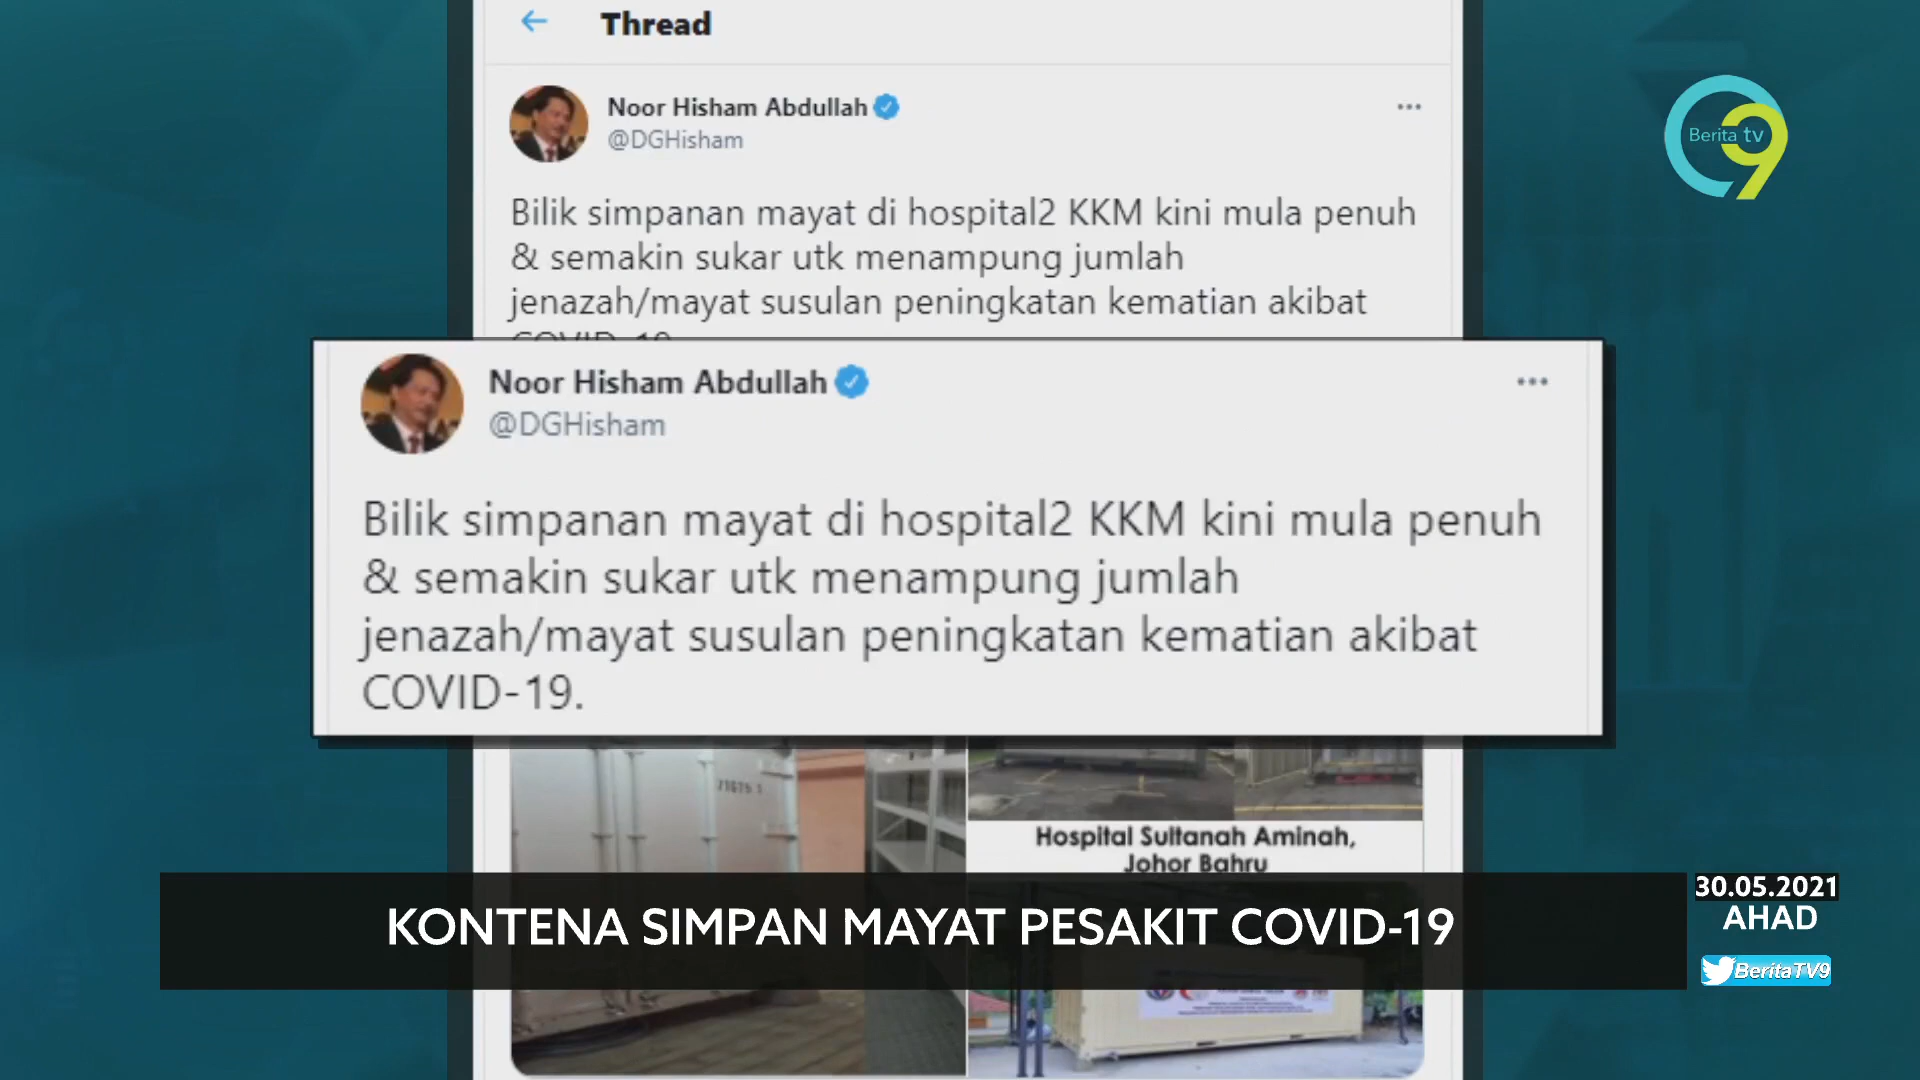 Thread
Noor Hisham Abdullah
@DGHisham
Bilik simpanan mayat di hospital2 KKM kini mula penuh
& semakin sukar utk menampung jumlah
jenazah/mayat susulan peningkatan kematian akibat
COVID-19
Berita tv 9
Noor Hisham Abdullah
@DGHisham
Bilik simpanan mayat di hospital2 KKM kini mula penuh
& semakin sukar utk menampung jumlah
jenazah/mayat susulan peningkatan kematian akibat
COVID-19.
Hospital Sultanah Aminah,
Johor Bahru
KONTENA SIMPAN MAYAT PESAKIT COVID-19
30.05.2021
AHAD
BeritaTV9